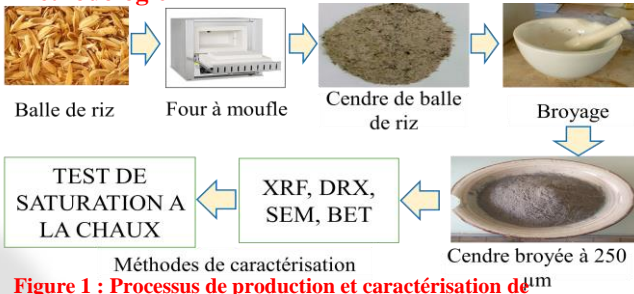 Balle de riz
Four à moufle
Cendre de balle
de riz
Broyage
TEST DE
SATURATION A
LA CHAUX
XRF, DRX,
SEM, BET
Cendre broyée à 250
µm
Méthodes de caractérisation
Figure 1 : Processus de production et caractérisation de